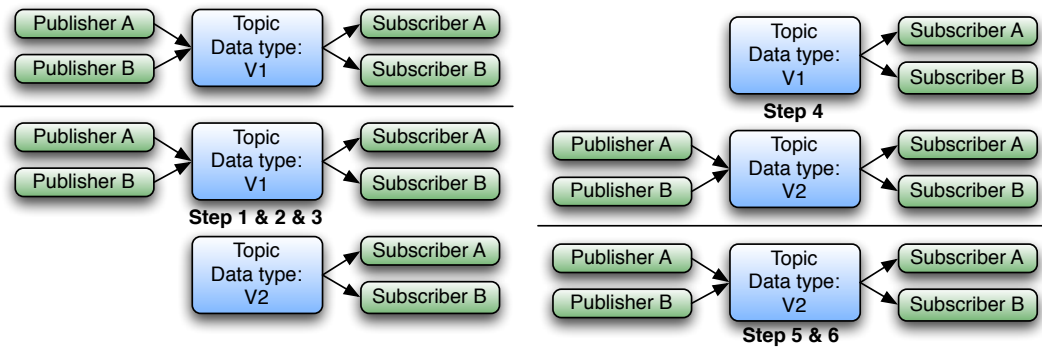 Publisher A
Publisher B
Topic
Data type:
V1
Subscriber A
Subscriber B
Publisher A
Publisher B
Topic
Data type:
V1
Subscriber A
Subscriber B
Step 1 & 2 & 3
Topic
Data type:
V2
Subscriber A
Subscriber B
Topic
Data type:
V1
Subscriber A
Subscriber B
Step 4
Publisher A
Publisher B
Topic
Data type:
V2
Subscriber A
Subscriber B
Publisher A
Publisher B
Topic
Data type:
V2
Subscriber A
Subscriber B
Step 5 & 6